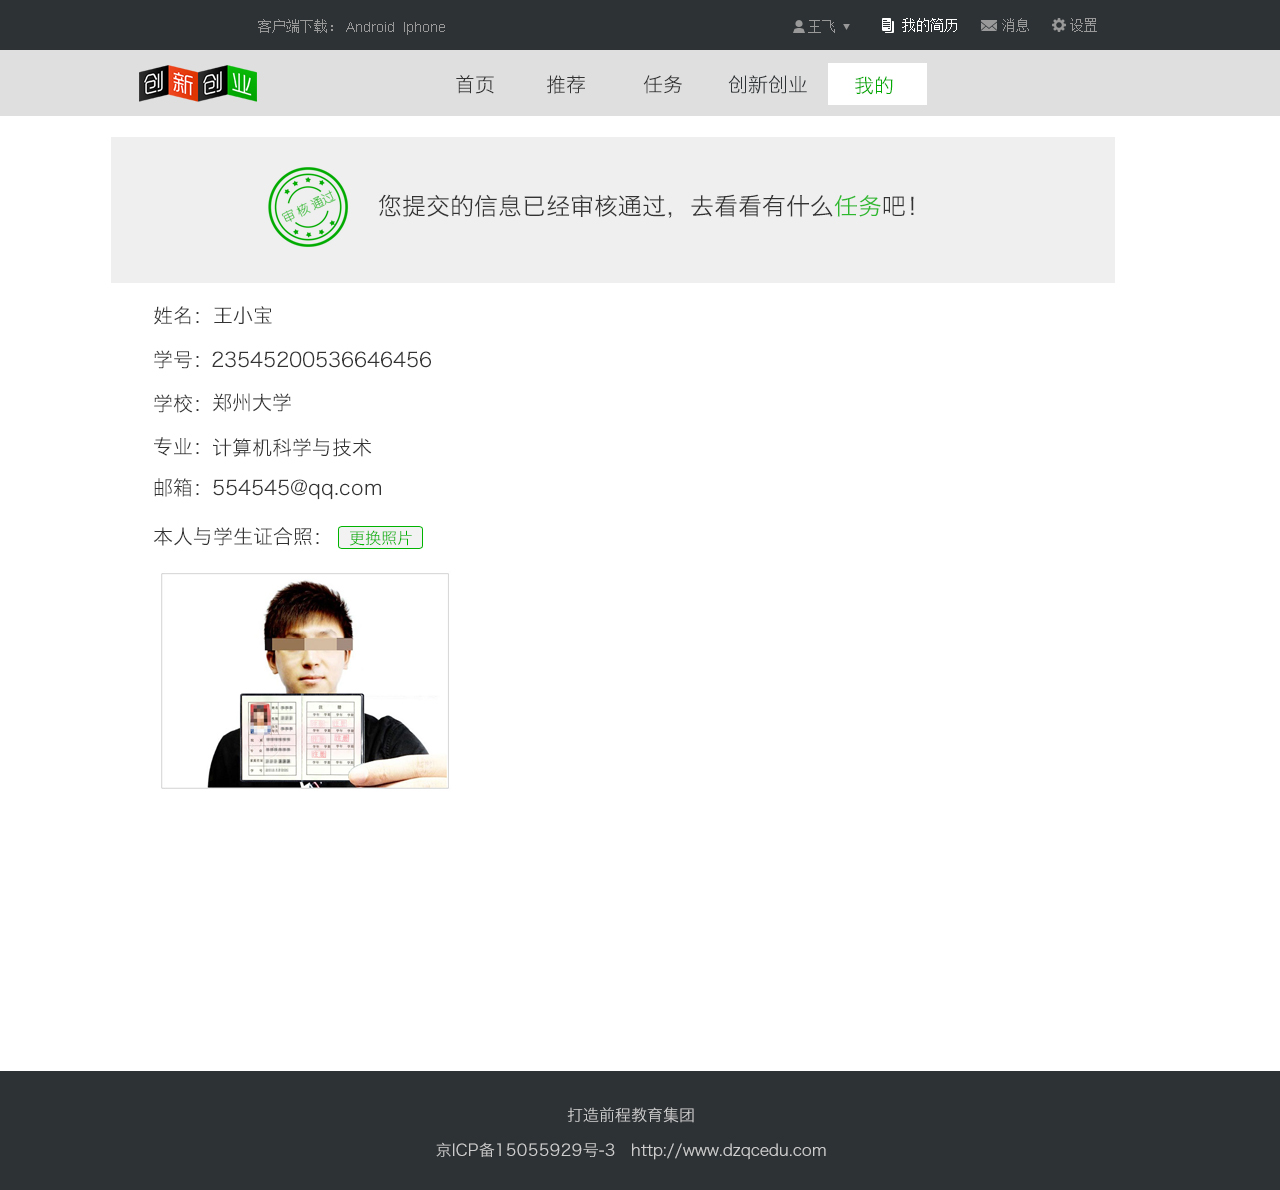 客户端下载： Android Iphone
王飞 我的简历 消息 设置
创新创业
首页 推荐 任务 创新创业 我的
审核通过
您提交的信息已经审核通过，去看看有什么任务吧！
姓名：王小宝
学号：23545200536646456
学校：郑州大学
专业：计算机科学与技术
邮箱：554545@qq.com
本人与学生证合照： 更换照片
打造前程教育集团
京ICP备15055929号-3 http://www.dzqcedu.com